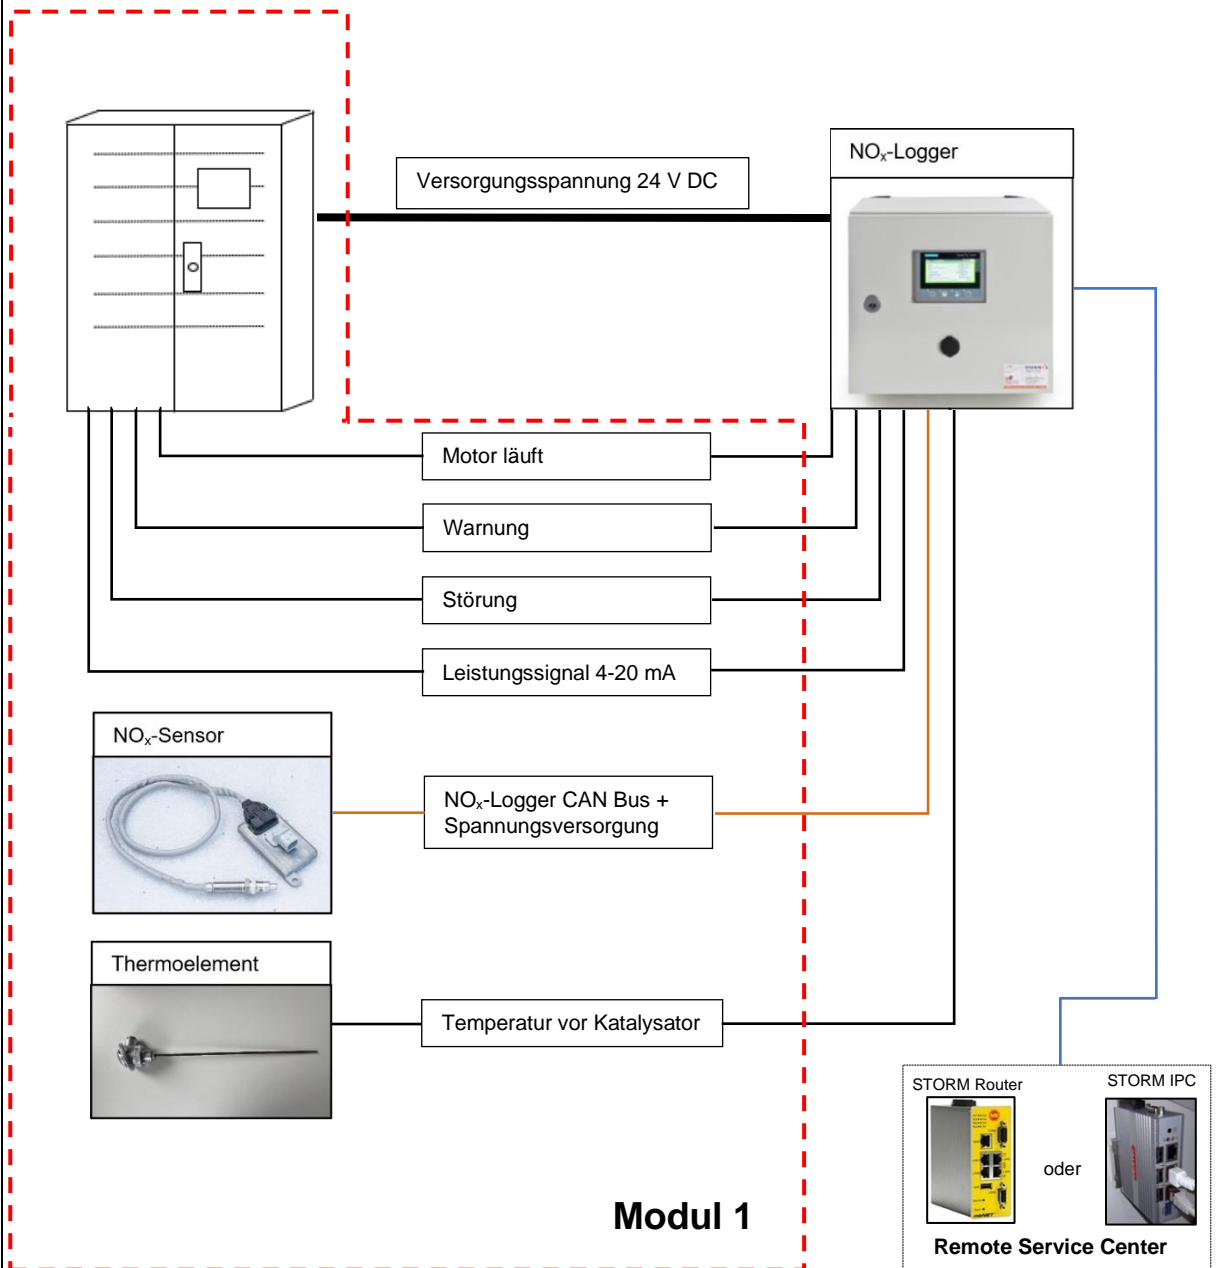 NOx-Logger
Versorgungsspannung 24 V DC
Motor läuft
Warnung
Störung
Leistungssignal 4-20 mA
NOx-Sensor
NOx-Logger CAN Bus +
Spannungsversorgung
Thermoelement
Temperatur vor Katalysator
STORM Router
STORM IPC
oder
Modul 1
Remote Service Center